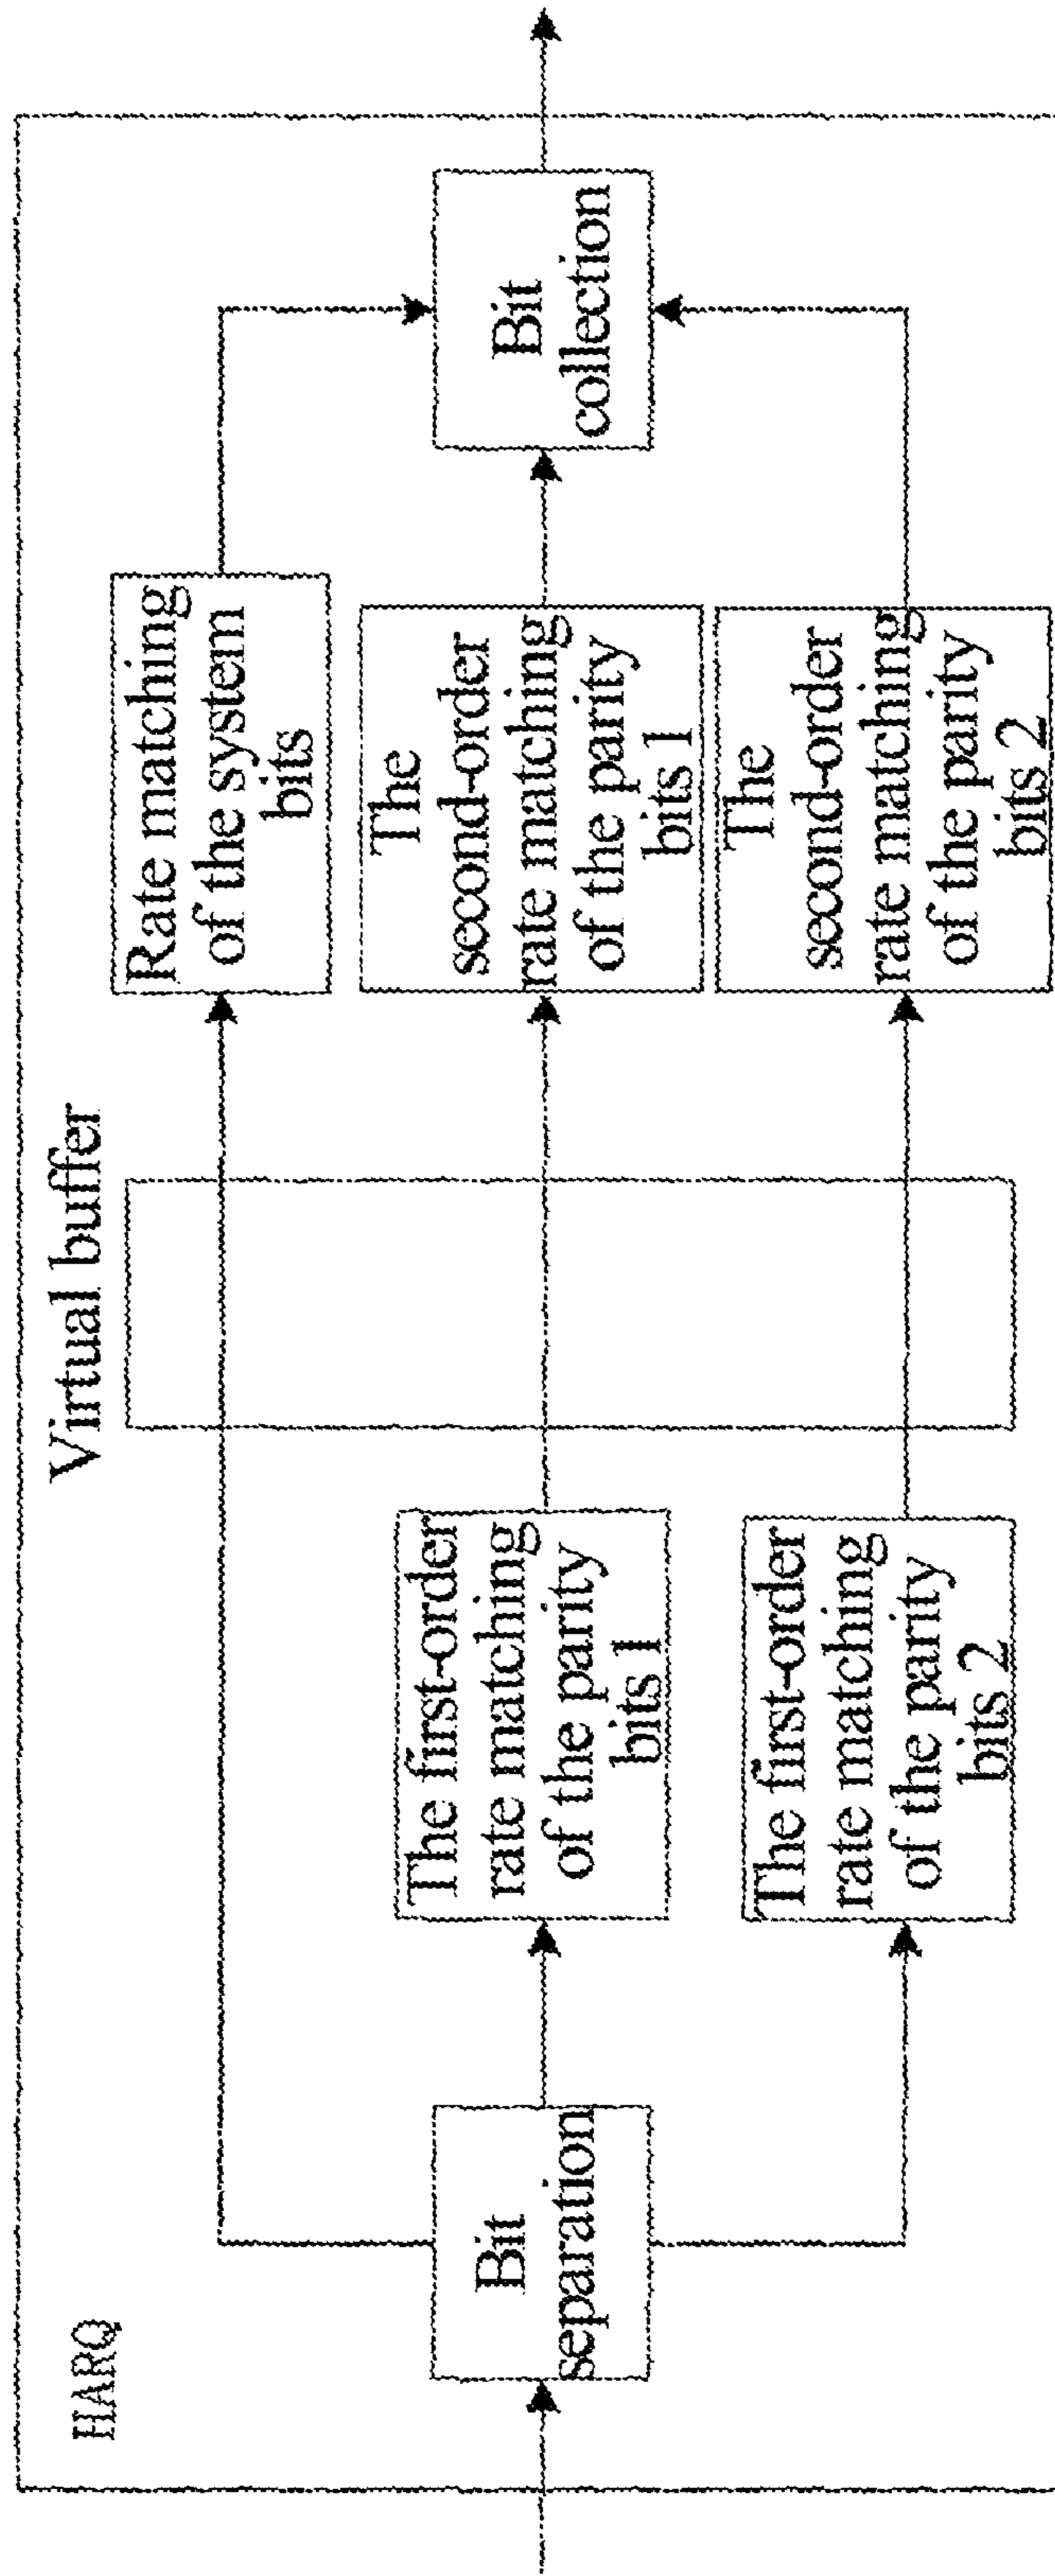 HARQ
Virtual buffer
Bit
separation
The first-order
rate matching
of the parity
bits 1
The first-order
rate matching
of the parity
bits 2
Rate matching
of the system
bits
The
second-order
rate matching
of the parity
bits 1
The
second-order
rate matching
of the parity
bits 2
Bit
collection